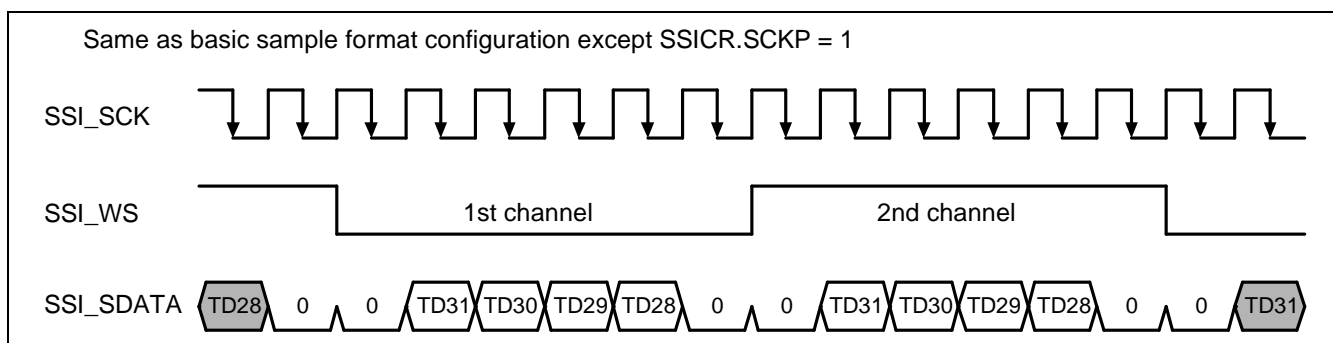 Same as basic sample format configuration except SSICR.SCKP = 1
SSI_SCK
SSI_WS 1st channel 2nd channel
SSI_SDATA TD28 0 0 TD31 TD30 TD29 TD28 0 0 TD31 TD30 TD29 TD28 0 0 TD31